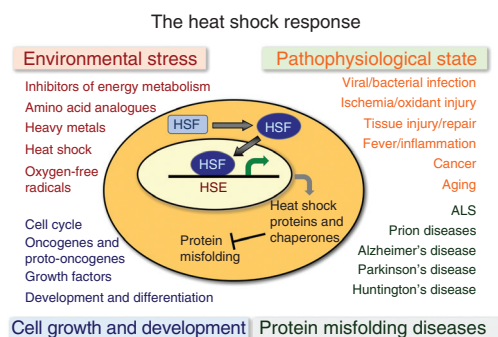 The heat shock response
Environmental stress
Pathophysiological state
Inhibitors of energy metabolism
Amino acid analogues
Heavy metals
Heat shock
Oxygen-free
radicals
Viral/bacterial infection
Ischemia/oxidant injury
Tissue injury/repair
Fever/inflammation
Cancer
Aging
HSF
HSF
HSF
HSE
Heat shock
proteins and
chaperones
Protein
misfolding
Cell cycle
Oncogenes and
proto-oncogenes
Growth factors
Development and differentiation
ALS
Prion diseases
Alzheimer's disease
Parkinson's disease
Huntington's disease
Cell growth and development
Protein misfolding diseases